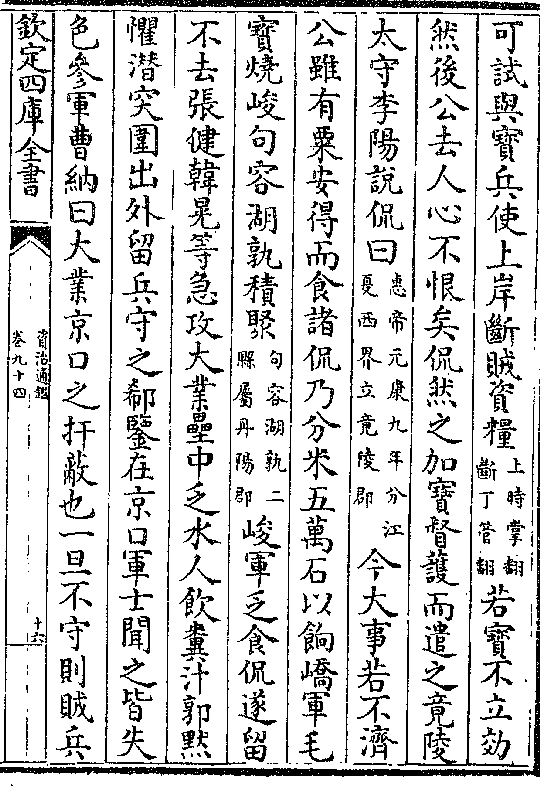 可試與寳兵使上岸斷賊資糧上時掌翻斷丁管翻若寳不立効
然後公去人心不恨矣侃然之加寳督䕶而遣之竟陵
太守李陽說侃曰惠帝元康九年分江夏西界立竟陵郡今大事若不濟
公雖有粟安得而食諸侃乃分米五萬石以餉嶠軍毛
寳燒峻句容湖孰積聚句容湖孰二縣屬丹陽郡峻軍乏食侃遂留
不去張健韓晃等急攻大業壘中乏水人飲糞汁郭黙
懼潛突圍出外留兵守之郗鑒在京口軍士聞之皆失
色參軍曹納曰大業京口之扞蔽也一旦不守則賊兵
欽定四庫全書
資治通鑑
卷九十四
十六